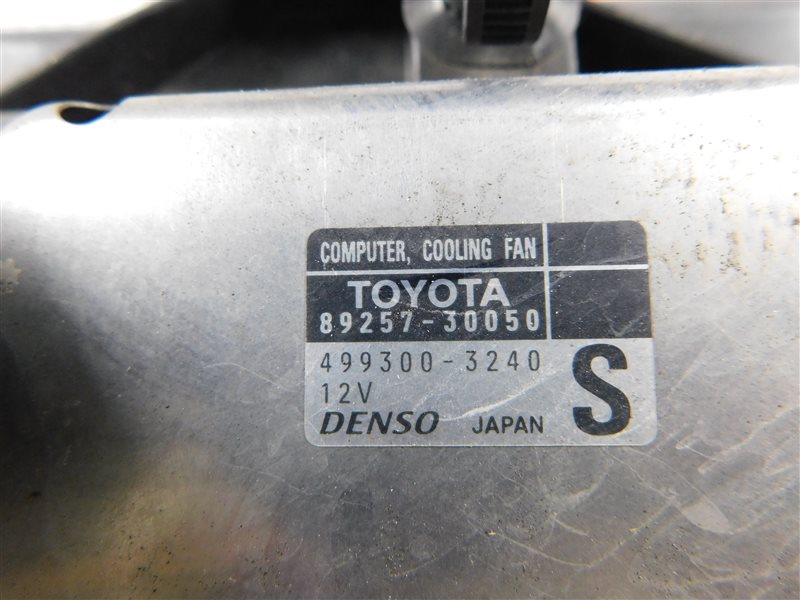 COMPUTER, COOLING FAN
TOYOTA
89257-30050
499300-3240
12V
DENSO JAPAN S